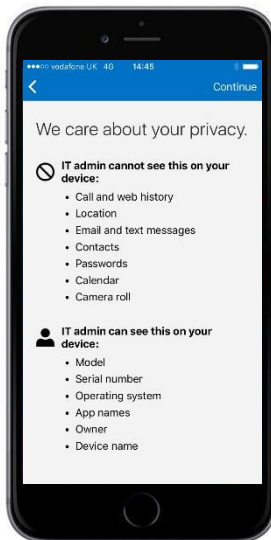 vodafone UK 4G 14:45
Continue
We care about your privacy.
IT admin cannot see this on your
device:
• Call and web history
• Location
• Email and text messages
• Contacts
• Passwords
• Calendar
• Camera roll
IT admin can see this on your
device:
• Model
• Serial number
• Operating system
• App names
• Owner
• Device name